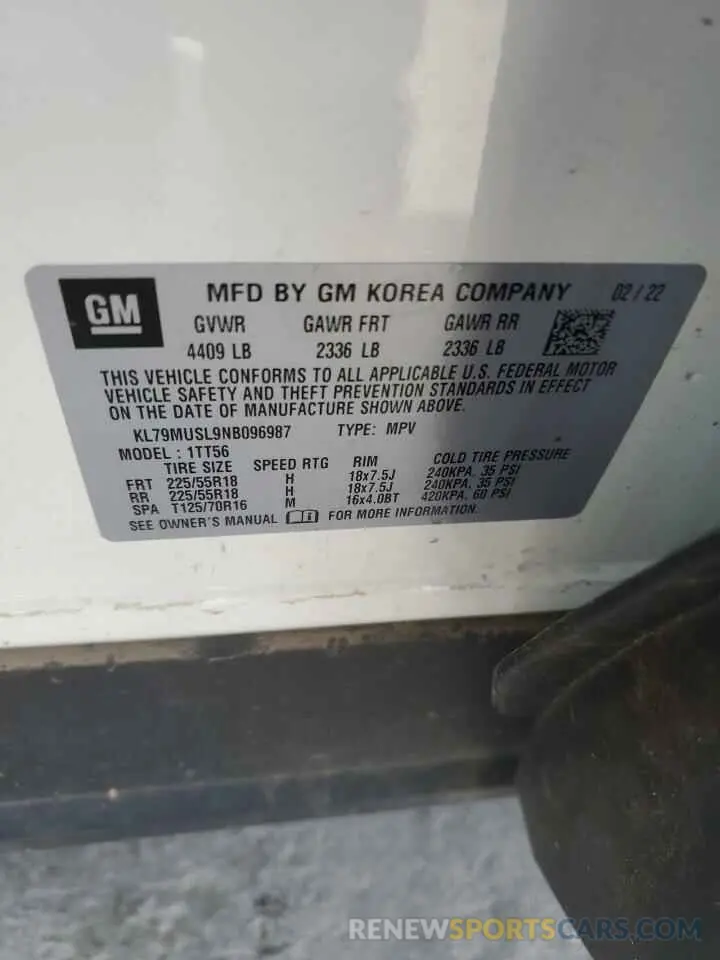 GM
MFD BY GM KOREA COMPANY 02 / 22
GVWR GAWR FRT GAWR RR
4409 LB 2336 LB 2336 LB
THIS VEHICLE CONFORMS TO ALL APPLICABLE U.S. FEDERAL MOTOR
VEHICLE SAFETY AND THEFT PREVENTION STANDARDS IN EFFECT
ON THE DATE OF MANUFACTURE SHOWN ABOVE.
KL79MUSL9NB096987 TYPE: MPV
MODEL : 1TT56
TIRE SIZE SPEED RTG RIM COLD TIRE PRESSURE
FRT 225/55R18 H 18x7.5J 240KPA. 35 PSI
RR 225/55R18 H 18x7.5J 240KPA. 35 PSI
SPA T125/70R16 M 16x4.0BT 420KPA. 60 PSI
SEE OWNER'S MANUAL FOR MORE INFORMATION.
RENEWSPORTSCARS.COM